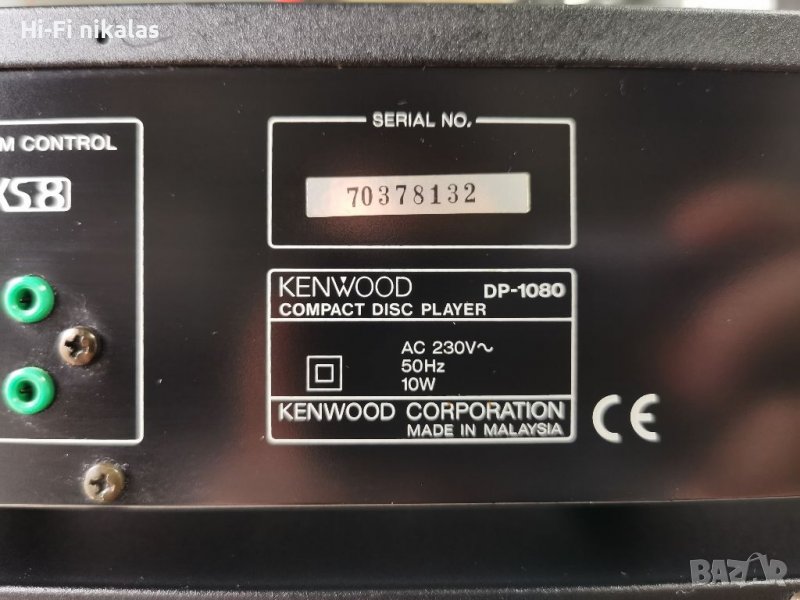 Hi-Fi nikalas
M CONTROL
XS8
SERIAL NO.
70378132
KENWOOD DP-1080
COMPACT DISC PLAYER
AC 230V~
50Hz
10W
KENWOOD CORPORATION
MADE IN MALAYSIA
CE
BAZAR